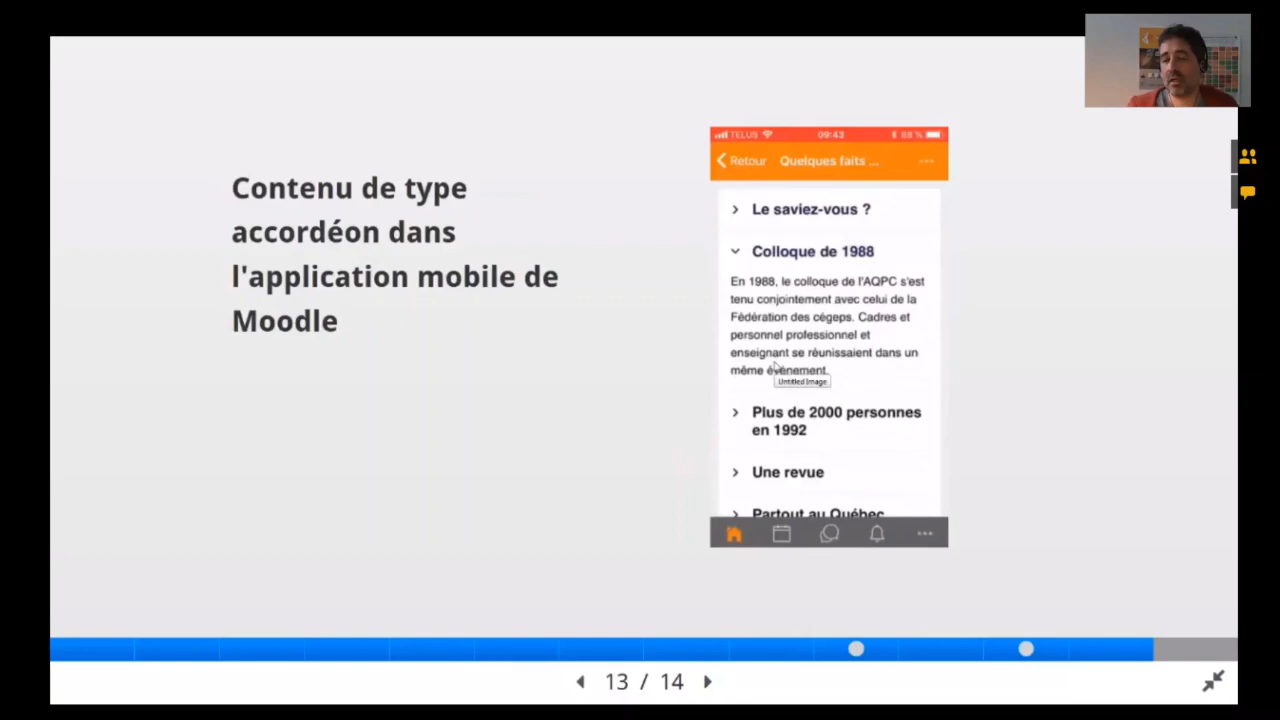 Contenu de type
accordéon dans
l'application mobile de
Moodle
TELUS 09:43 88 %
Retour Quelques faits ...
Le saviez-vous ?
Colloque de 1988
En 1988, le colloque de l'AQPC s'est
tenu conjointement avec celui de la
Fédération des cégeps. Cadres et
personnel professionnel et
enseignant se réunissaient dans un
même événement.
Untitled Image
Plus de 2000 personnes
en 1992
Une revue
Partout au Québec
13 / 14